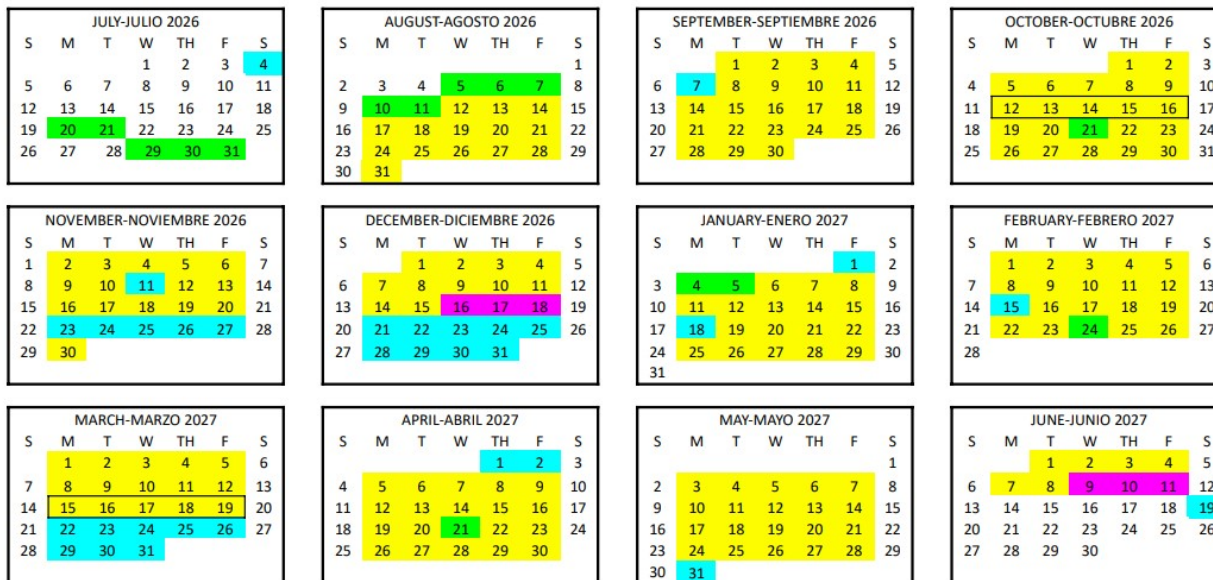 JULY-JULIO 2026
S M T W TH F S
1 2 3 4
5 6 7 8 9 10 11
12 13 14 15 16 17 18
19 20 21 22 23 24 25
26 27 28 29 30 31
AUGUST-AGOSTO 2026
S M T W TH F S
1
2 3 4 5 6 7 8
9 10 11 12 13 14 15
16 17 18 19 20 21 22
23 24 25 26 27 28 29
30 31
SEPTEMBER-SEPTIEMBRE 2026
S M T W TH F S
1 2 3 4 5
6 7 8 9 10 11 12
13 14 15 16 17 18 19
20 21 22 23 24 25 26
27 28 29 30
OCTOBER-OCTUBRE 2026
S M T W TH F S
1 2 3
4 5 6 7 8 9 10
11 12 13 14 15 16 17
18 19 20 21 22 23 24
25 26 27 28 29 30 31
NOVEMBER-NOVIEMBRE 2026
S M T W TH F S
1 2 3 4 5 6 7
8 9 10 11 12 13 14
15 16 17 18 19 20 21
22 23 24 25 26 27 28
29 30
DECEMBER-DICIEMBRE 2026
S M T W TH F S
1 2 3 4 5
6 7 8 9 10 11 12
13 14 15 16 17 18 19
20 21 22 23 24 25 26
27 28 29 30 31
JANUARY-ENERO 2027
S M T W TH F S
1 2
3 4 5 6 7 8 9
10 11 12 13 14 15 16
17 18 19 20 21 22 23
24 25 26 27 28 29 30
31
FEBRUARY-FEBRERO 2027
S M T W TH F S
1 2 3 4 5 6
7 8 9 10 11 12 13
14 15 16 17 18 19 20
21 22 23 24 25 26 27
28
MARCH-MARZO 2027
S M T W TH F S
1 2 3 4 5 6
7 8 9 10 11 12 13
14 15 16 17 18 19 20
21 22 23 24 25 26 27
28 29 30 31
APRIL-ABRIL 2027
S M T W TH F S
1 2 3
4 5 6 7 8 9 10
11 12 13 14 15 16 17
18 19 20 21 22 23 24
25 26 27 28 29 30
MAY-MAYO 2027
S M T W TH F S
1
2 3 4 5 6 7 8
9 10 11 12 13 14 15
16 17 18 19 20 21 22
23 24 25 26 27 28 29
30 31
JUNE-JUNIO 2027
S M T W TH F S
1 2 3 4 5
6 7 8 9 10 11 12
13 14 15 16 17 18 19
20 21 22 23 24 25 26
27 28 29 30